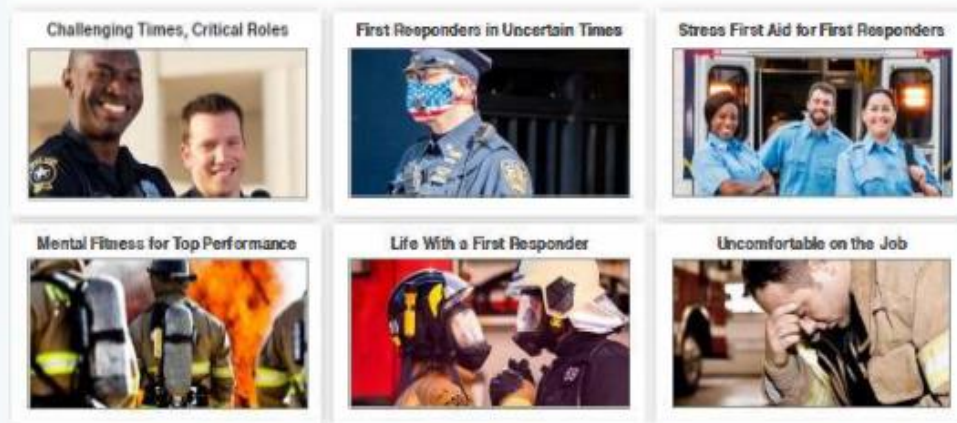 Challenging Times, Critical Roles
First Responders in Uncertain Times
Stress First Aid for First Responders
Mental Fitness for Top Performance
Life With a First Responder
Uncomfortable on the Job